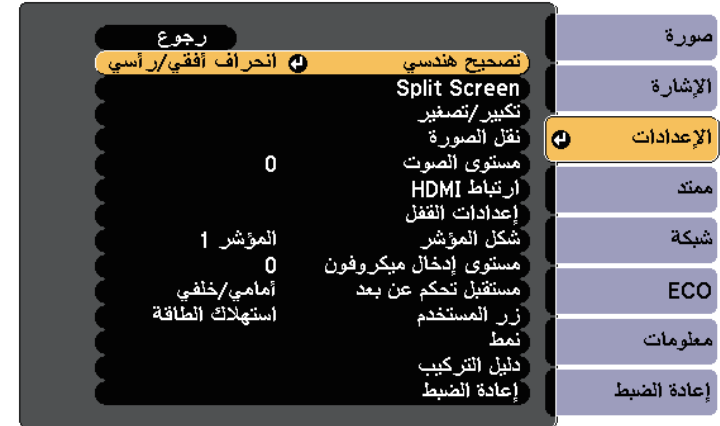 صورة
الإشارة
الإعدادات
ممتد
شبكة
ECO
معلومات
إعادة الضبط
رجوع
تصحيح هندسي انحراف أفقي/رأسي
Split Screen
تكبير/تصغير
نقل الصورة
مستوى الصوت 0
ارتباط HDMI
إعدادات القفل
شكل المؤشر المؤشر 1
مستوى إدخال ميكروفون 0
مستقبل تحكم عن بعد أمامي/خلفي
زر المستخدم استهلاك الطاقة
نمط
دليل التركيب
إعادة الضبط